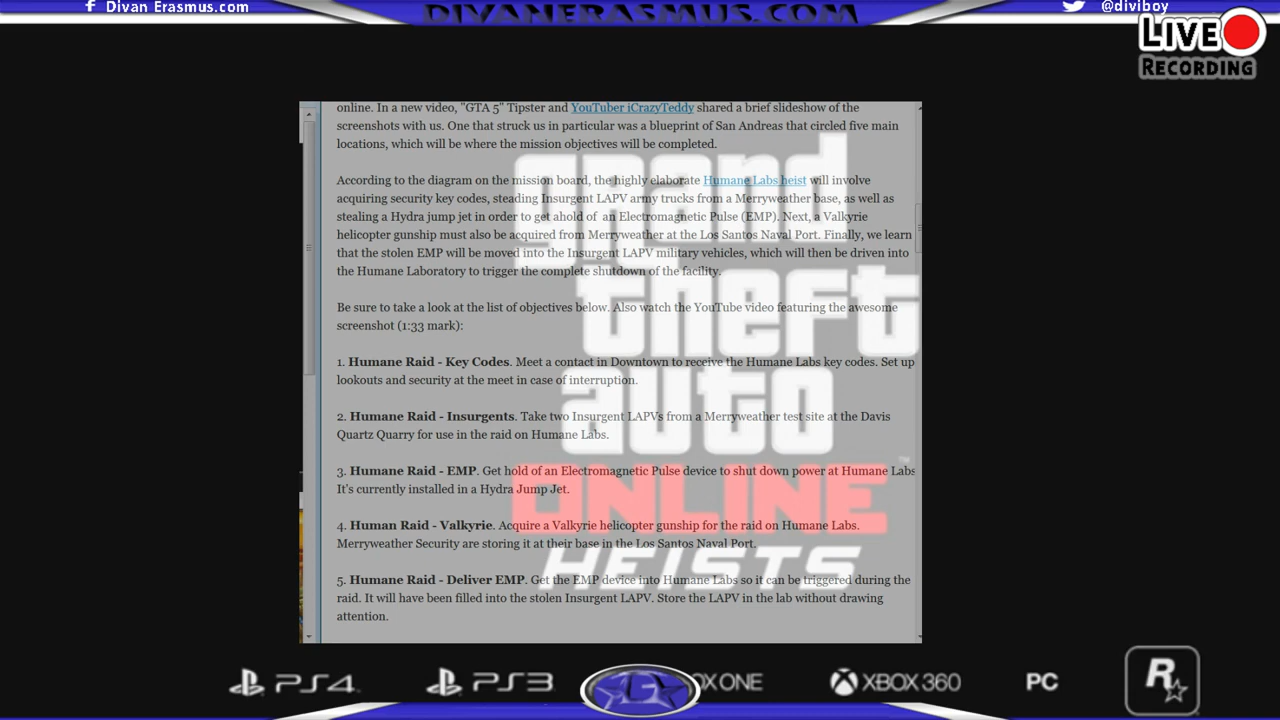 Divan Erasmus.com
DIVANERASMUS.COM
@diviboy
LIVE
RECORDING
online. In a new video, "GTA 5" Tipster and YouTuber iCrazyTeddy shared a brief slideshow of the
screenshots with us. One that struck us in particular was a blueprint of San Andreas that circled five main
locations, which will be where the mission objectives will be completed.
According to the diagram on the mission board, the highly elaborate Humane Labs heist will involve
acquiring security key codes, steading Insurgent LAPV army trucks from a Merryweather base, as well as
stealing a Hydra jump jet in order to get ahold of an Electromagnetic Pulse (EMP). Next, a Valkyrie
helicopter gunship must also be acquired from Merryweather at the Los Santos Naval Port. Finally, we learn
that the stolen EMP will be moved into the Insurgent LAPV military vehicles, which will then be driven into
the Humane Laboratory to trigger the complete shutdown of the facility.
Be sure to take a look at the list of objectives below. Also watch the YouTube video featuring the awesome
screenshot (1:33 mark):
1. Humane Raid - Key Codes. Meet a contact in Downtown to receive the Humane Labs key codes. Set up
lookouts and security at the meet in case of interruption.
2. Humane Raid - Insurgents. Take two Insurgent LAPVs from a Merryweather test site at the Davis
Quartz Quarry for use in the raid on Humane Labs.
3. Humane Raid - EMP. Get hold of an Electromagnetic Pulse device to shut down power at Humane Labs
It's currently installed in a Hydra Jump Jet.
4. Human Raid - Valkyrie. Acquire a Valkyrie helicopter gunship for the raid on Humane Labs.
Merryweather Security are storing it at their base in the Los Santos Naval Port.
5. Humane Raid - Deliver EMP. Get the EMP device into Humane Labs so it can be triggered during the
raid. It will have been filled into the stolen Insurgent LAPV. Store the LAPV in the lab without drawing
attention.
grand
theft
auto
ONLINE
™
HEISTS
PS4
PS3
OX ONE
XBOX 360
PC
R